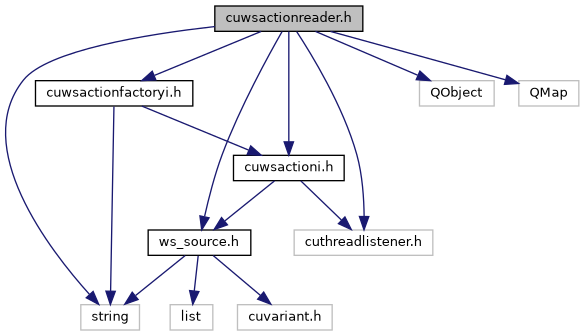 cuwsactionreader.h
cuwsactionfactoryi.h
QObject
QMap
cuwsactioni.h
ws_source.h
cuthreadlistener.h
string
list
cuvariant.h